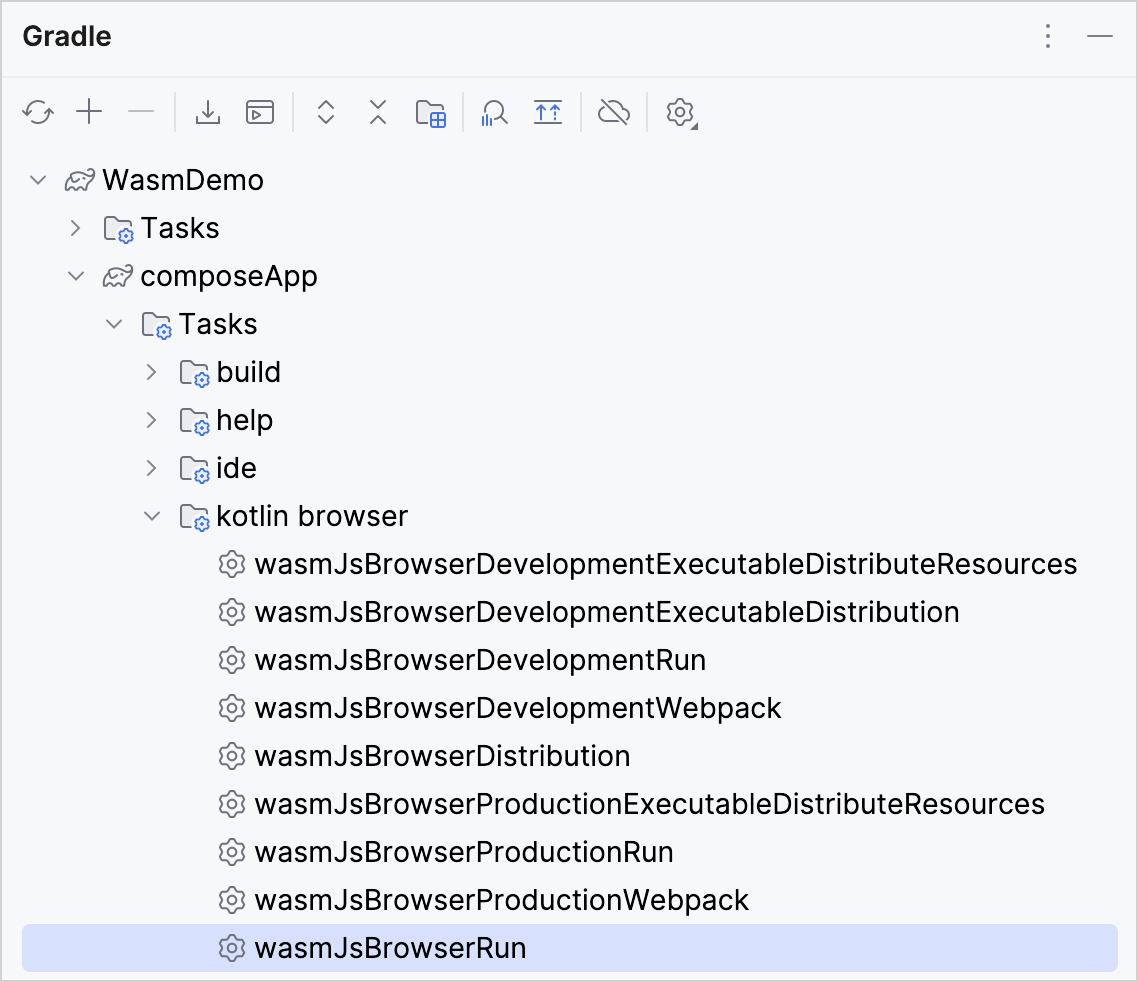 Gradle
WasmDemo
Tasks
composeApp
Tasks
build
help
ide
kotlin browser
wasmJsBrowserDevelopmentExecutableDistributeResources
wasmJsBrowserDevelopmentExecutableDistribution
wasmJsBrowserDevelopmentRun
wasmJsBrowserDevelopmentWebpack
wasmJsBrowserDistribution
wasmJsBrowserProductionExecutableDistributeResources
wasmJsBrowserProductionRun
wasmJsBrowserProductionWebpack
wasmJsBrowserRun